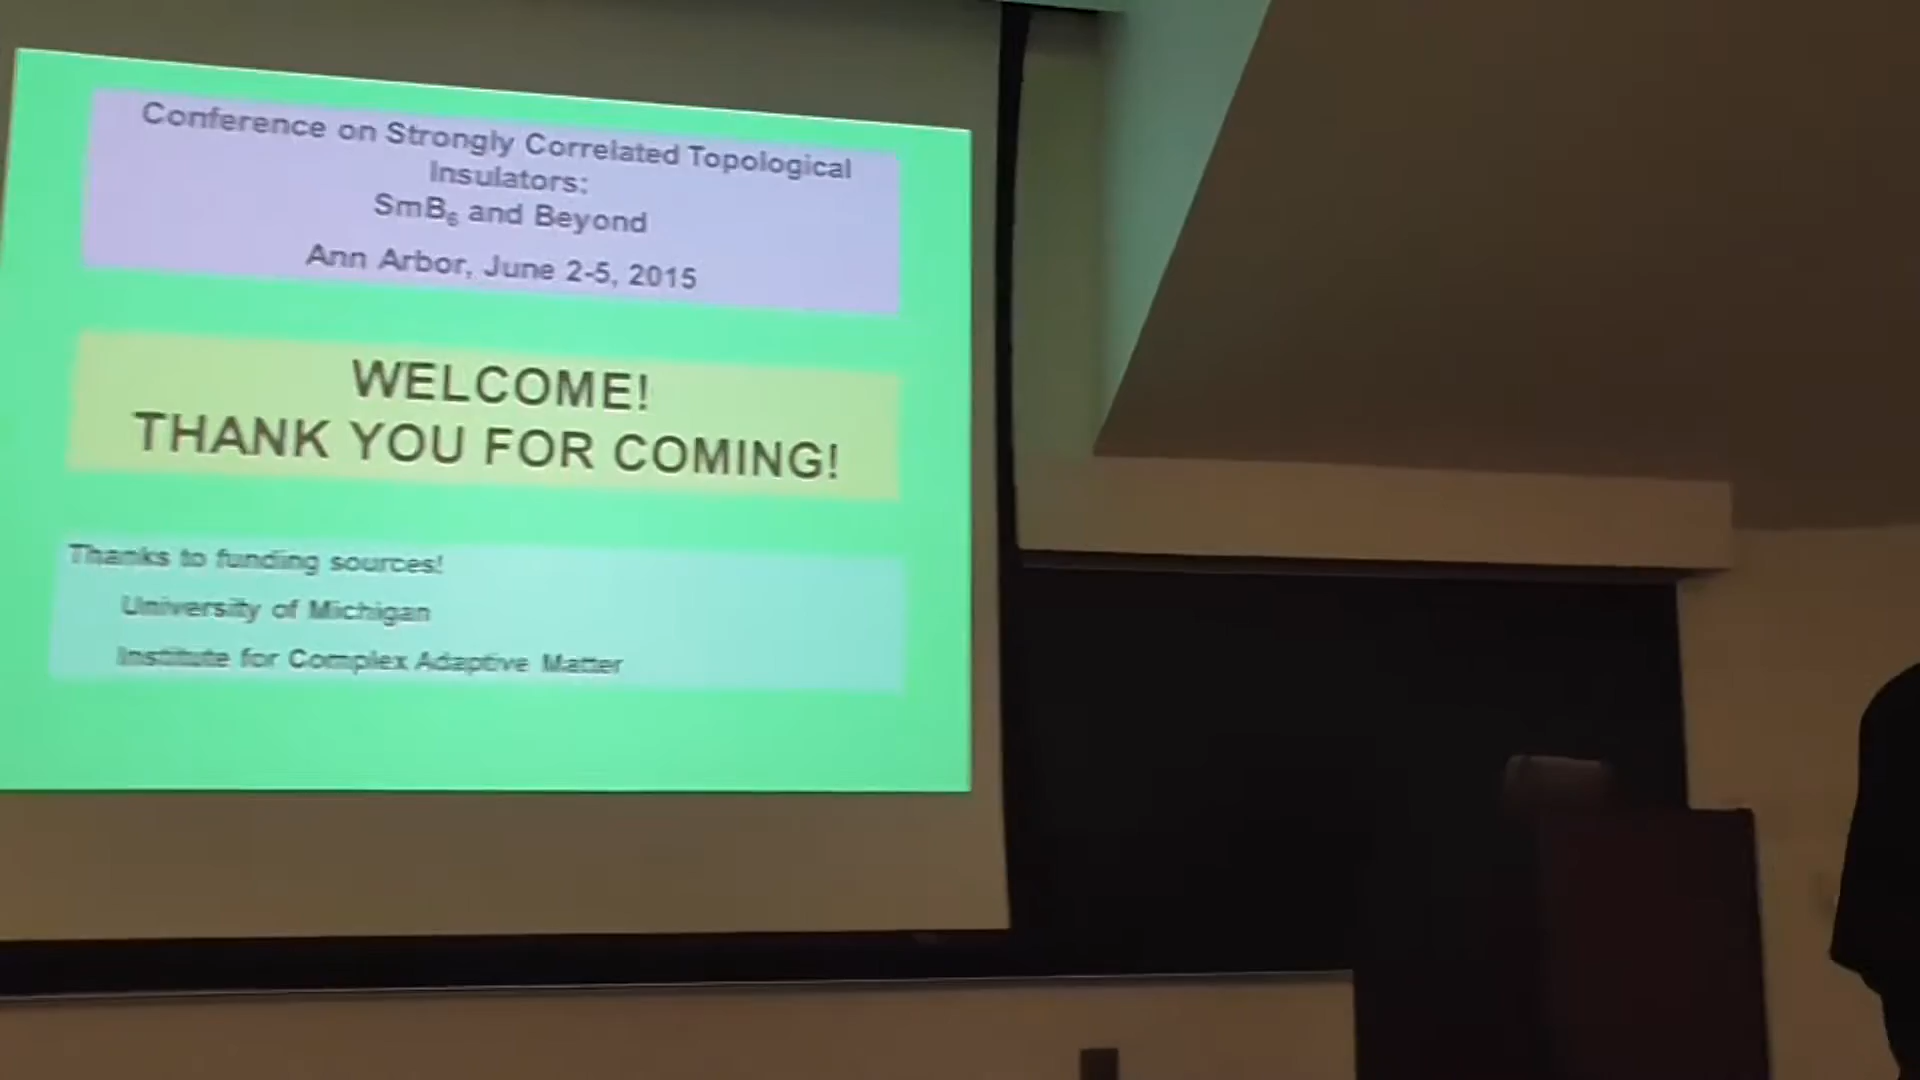 Conference on Strongly Correlated Topological
Insulators:
SmB₆ and Beyond
Ann Arbor, June 2-5, 2015
WELCOME!
THANK YOU FOR COMING!
Thanks to funding sources!
University of Michigan
Institute for Complex Adaptive Matter